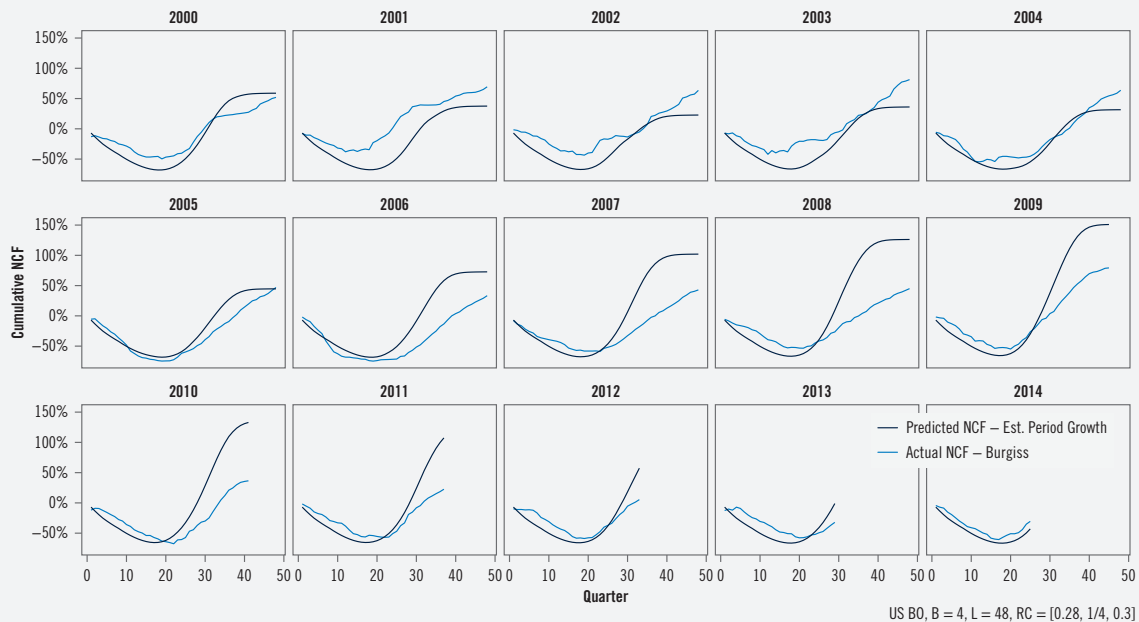 2000 2001 2002 2003 2004
150%
100%
50%
0%
−50%
2005 2006 2007 2008 2009
150%
100%
50%
0%
−50%
Cumulative NCF
2010 2011 2012 2013 2014
150%
100%
50%
0%
−50%
Predicted NCF – Est. Period Growth
Actual NCF – Burgiss
0 10 20 30 40 50 0 10 20 30 40 50 0 10 20 30 40 50 0 10 20 30 40 50 0 10 20 30 40 50
Quarter
US BO, B = 4, L = 48, RC = [0.28, 1/4, 0.3]